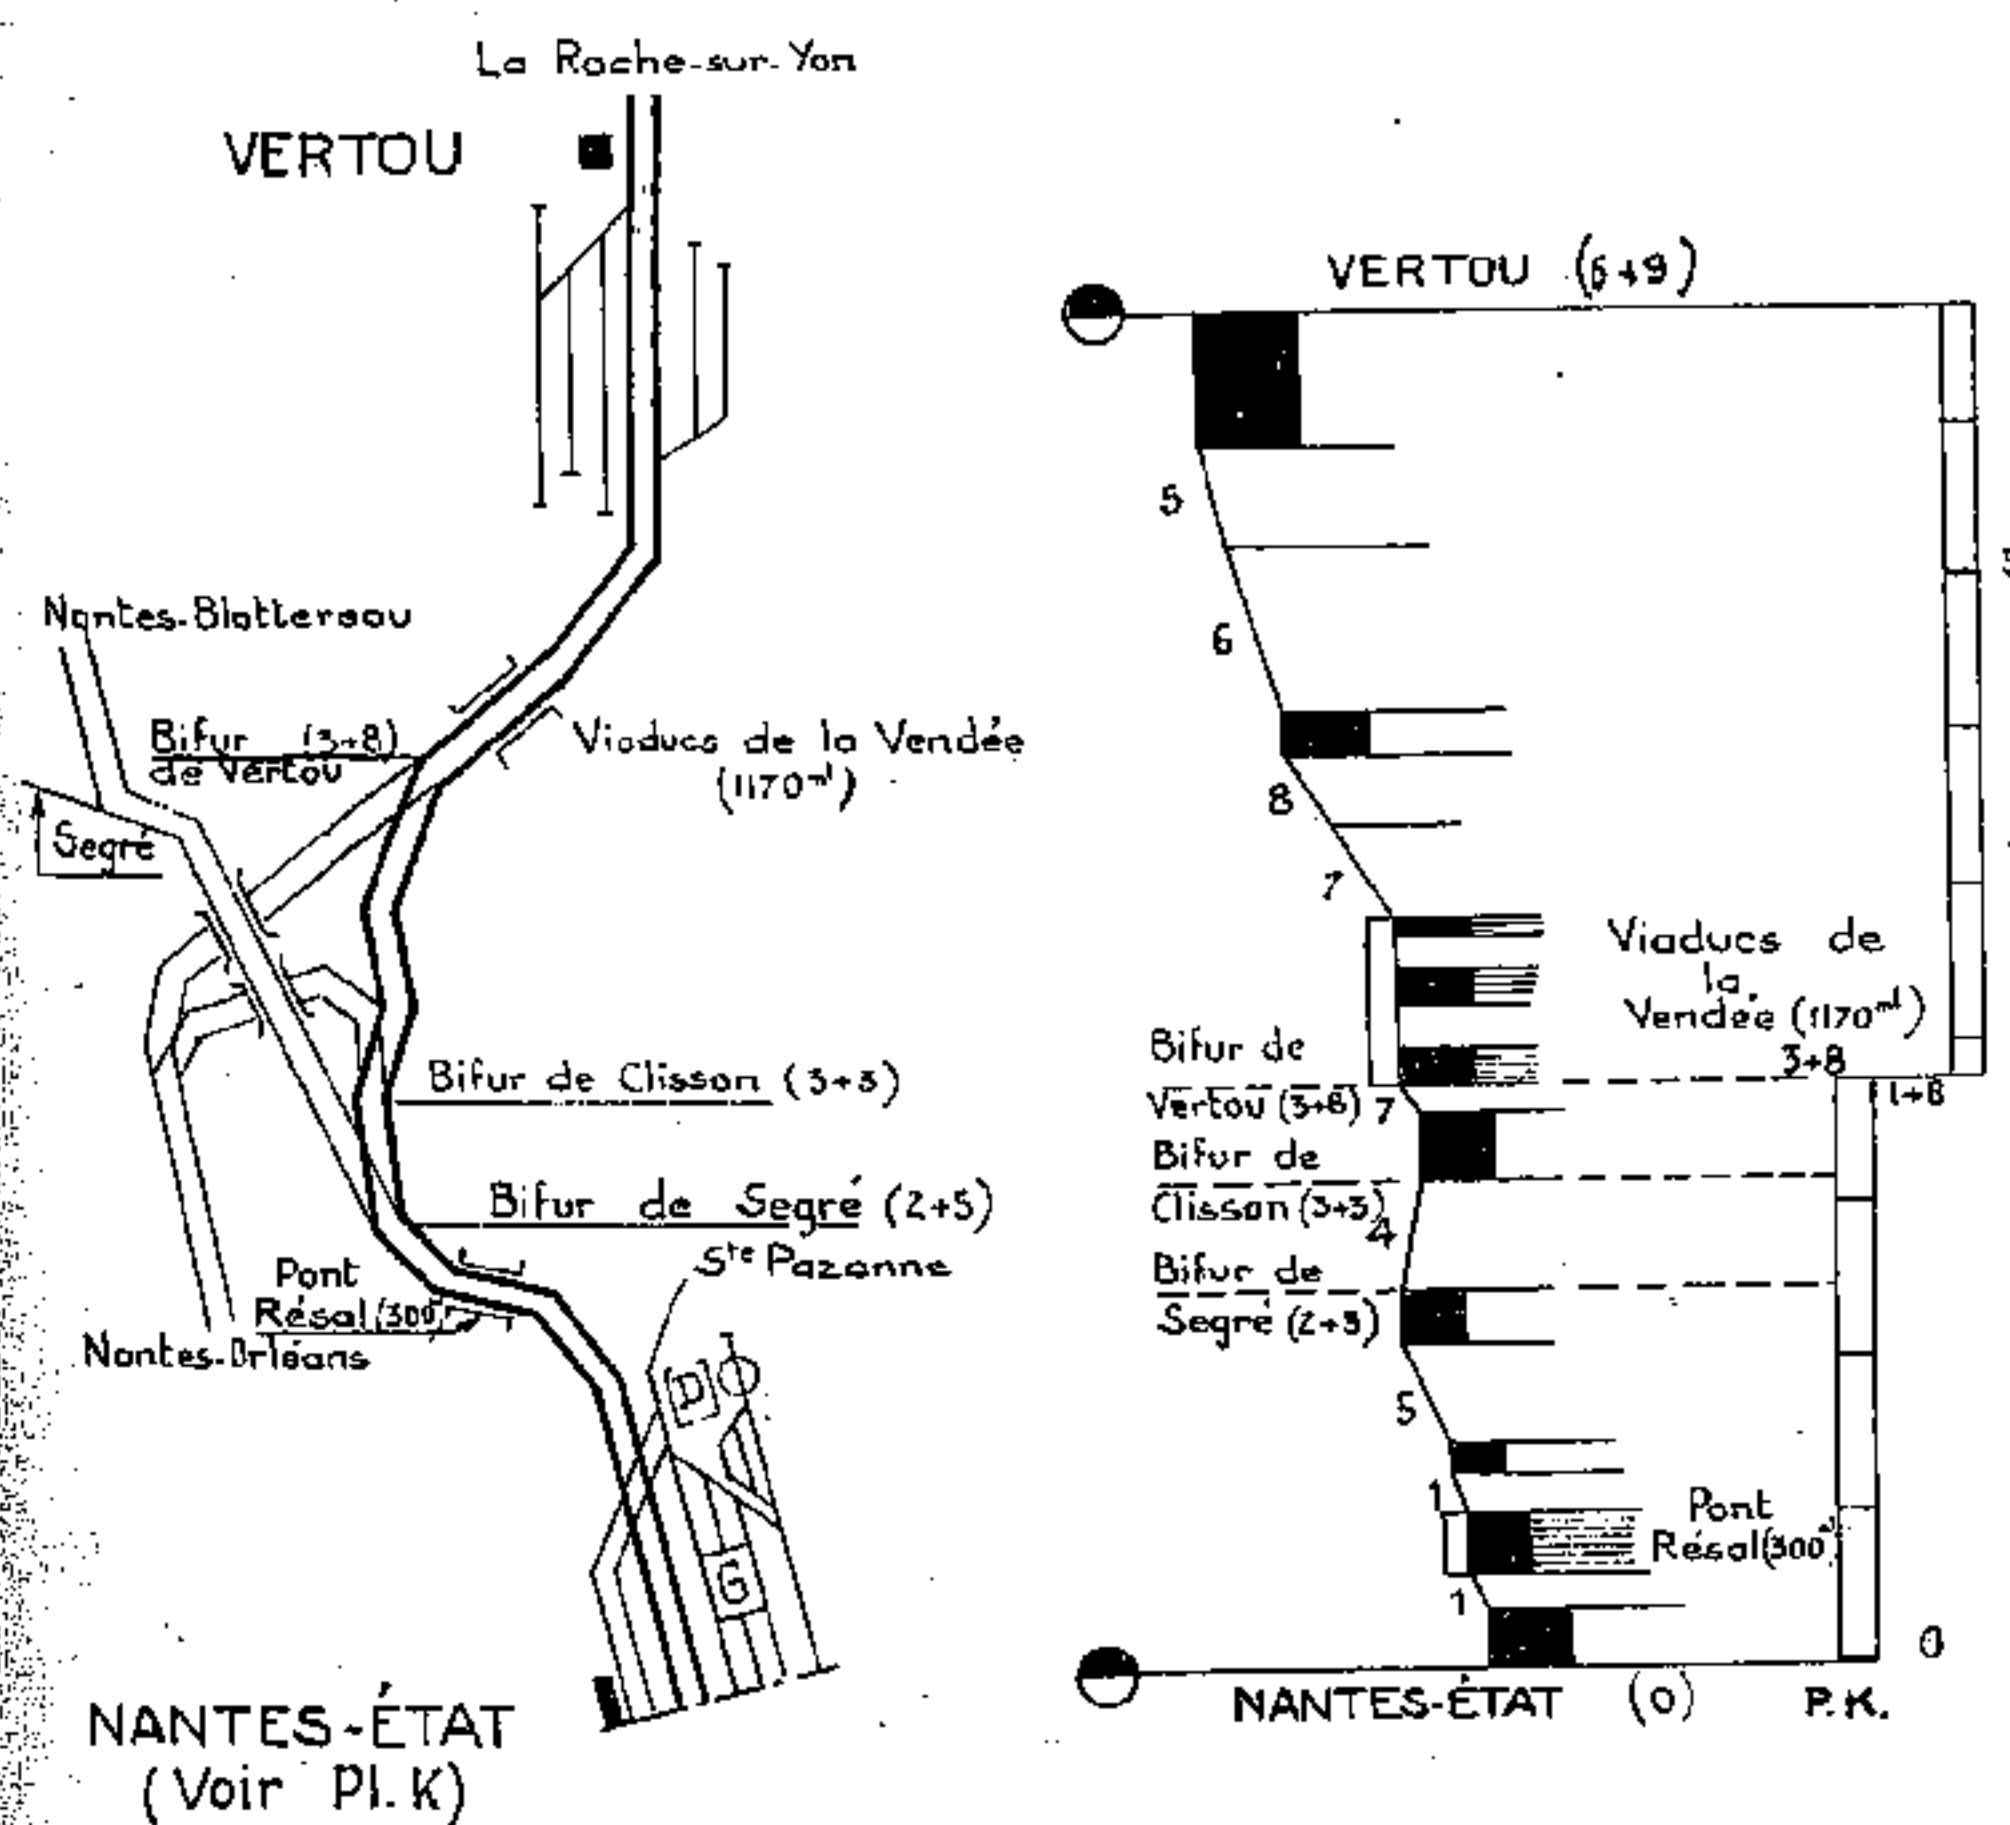 La Roche-sur-Yon
VERTOU
Nantes-Blottereau
Bifur (3+8)
de Vertou
Viaducs de la Vendée
(1170ml)
Segré
Bifur de Clisson (3+3)
Bifur de Segré (2+5)
Ste Pazanne
Pont
Résal (300
Nantes-Orléans
D
G
NANTES-ÉTAT
(Voir Pl. K)
VERTOU (6+9)
5
6
8
7
Viaducs de
la
Vendée (1170ml)
3+8
1+8
Bifur de
Vertou (3+8) 7
Bifur de
Clisson (3+3)
4
Bifur de
Segré (2+5)
5
1
Pont
Résal (300
1
0
NANTES-ÉTAT (0) P.K.